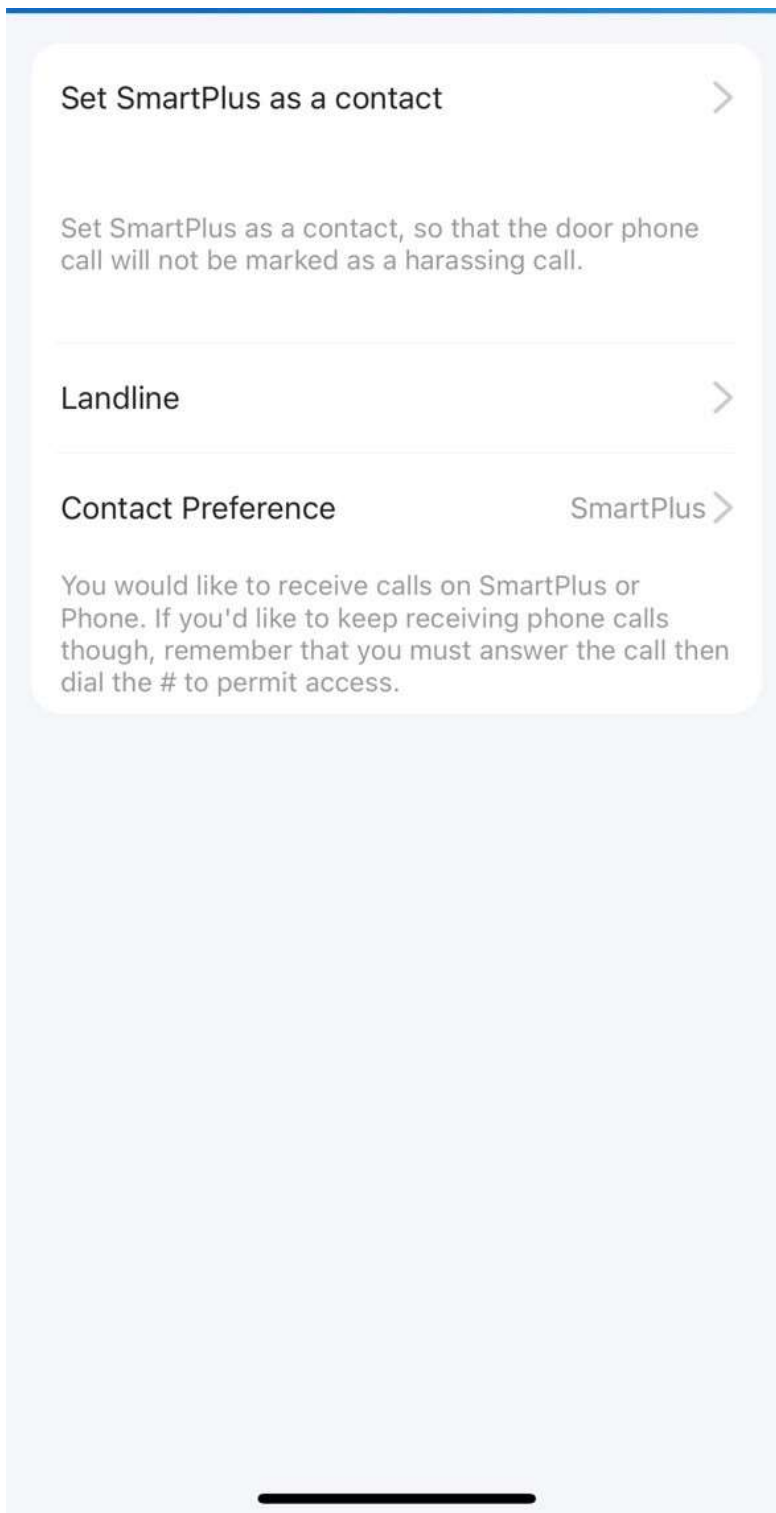 Set SmartPlus as a contact
Set SmartPlus as a contact, so that the door phone
call will not be marked as a harassing call.
Landline
Contact Preference SmartPlus
You would like to receive calls on SmartPlus or
Phone. If you'd like to keep receiving phone calls
though, remember that you must answer the call then
dial the # to permit access.